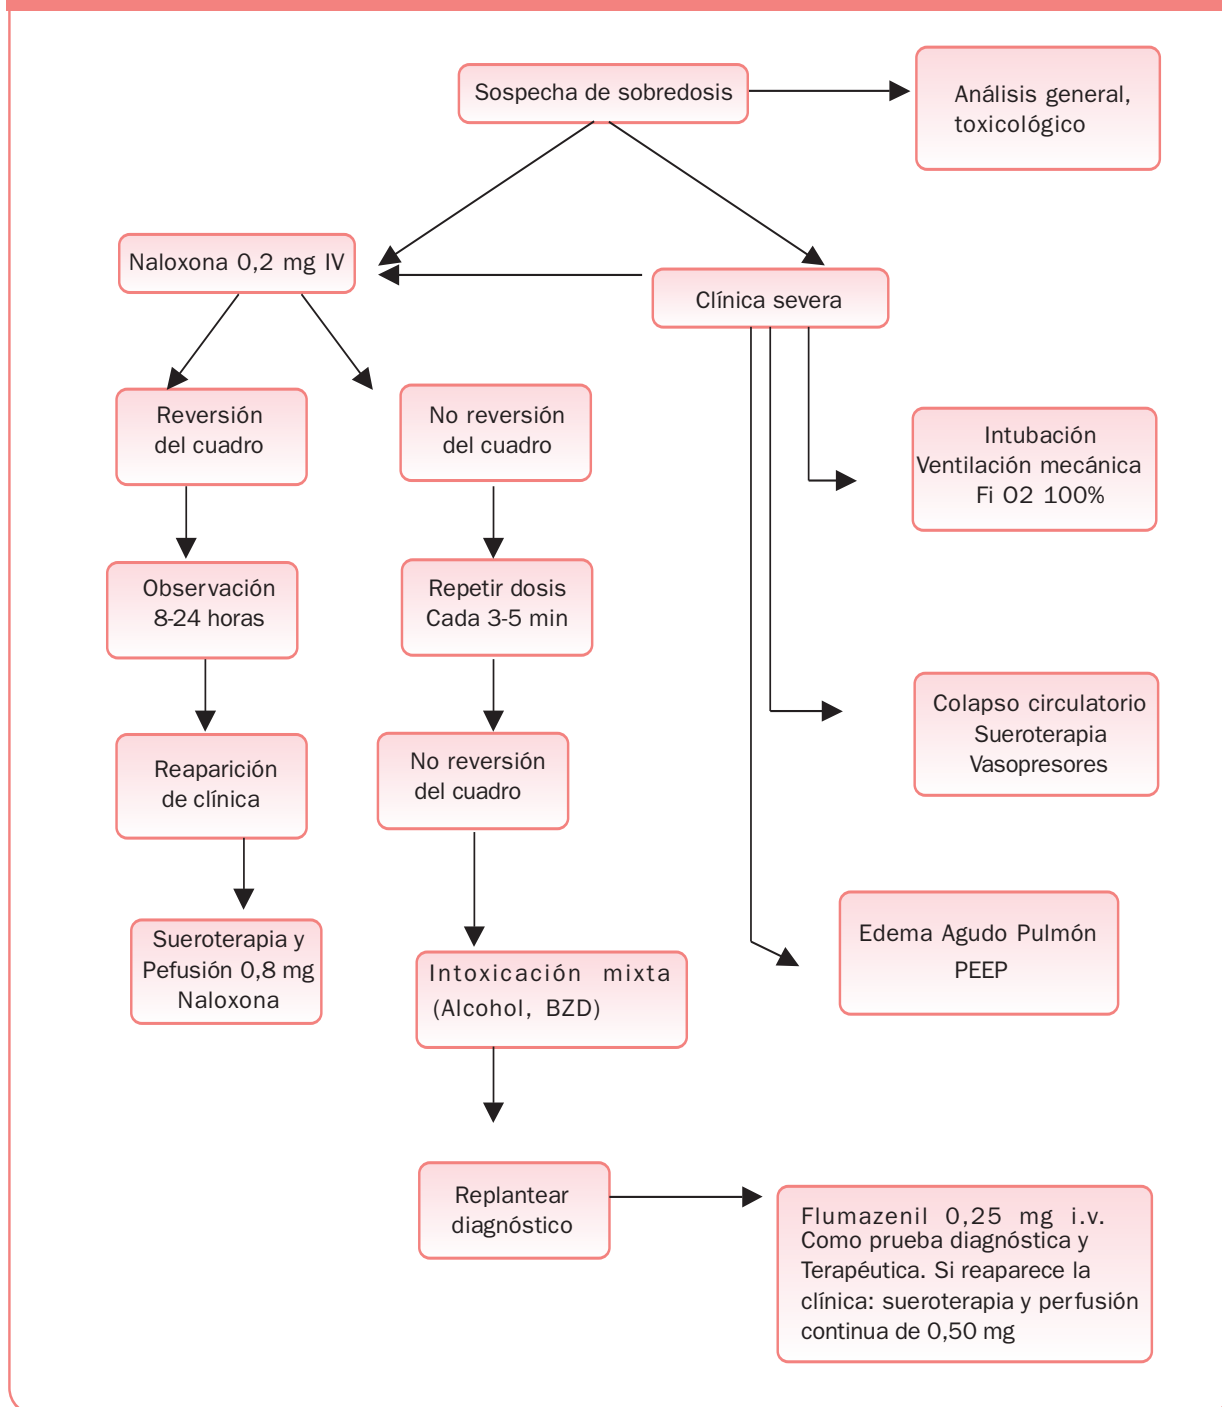 Sospecha de sobredosis
Análisis general,
toxicológico
Naloxona 0,2 mg IV
Clínica severa
Reversión
del cuadro
No reversión
del cuadro
Intubación
Ventilación mecánica
Fi O2 100%
Observación
8-24 horas
Repetir dosis
Cada 3-5 min
Colapso circulatorio
Sueroterapia
Vasopresores
Reaparición
de clínica
No reversión
del cuadro
Edema Agudo Pulmón
PEEP
Sueroterapia y
Pefusión 0,8 mg
Naloxona
Intoxicación mixta
(Alcohol, BZD)
Replantear
diagnóstico
Flumazenil 0,25 mg i.v.
Como prueba diagnóstica y
Terapéutica. Si reaparece la
clínica: sueroterapia y perfusión
continua de 0,50 mg